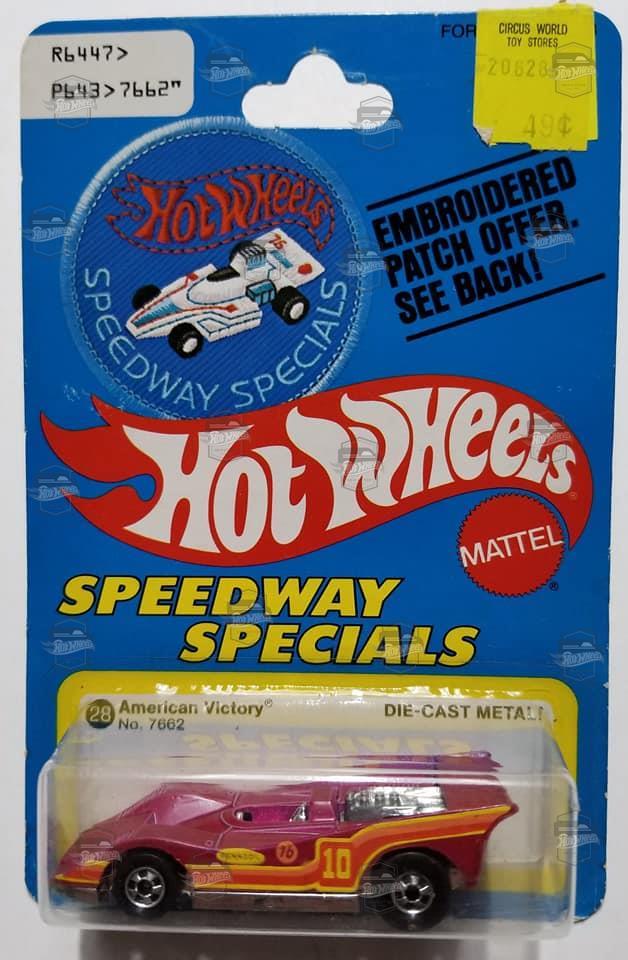 R6447>
P643>7662"
FOR
CIRCUS WORLD
TOY STORES
49¢
HOT WHEELS
76
SPEEDWAY SPECIALS
EMBROIDERED
PATCH OFFER.
SEE BACK!
HOT WHEELS®
MATTEL®
SPEEDWAY
SPECIALS
28 American Victory®
No. 7662
DIE-CAST METAL!
SPECIALS
76
10